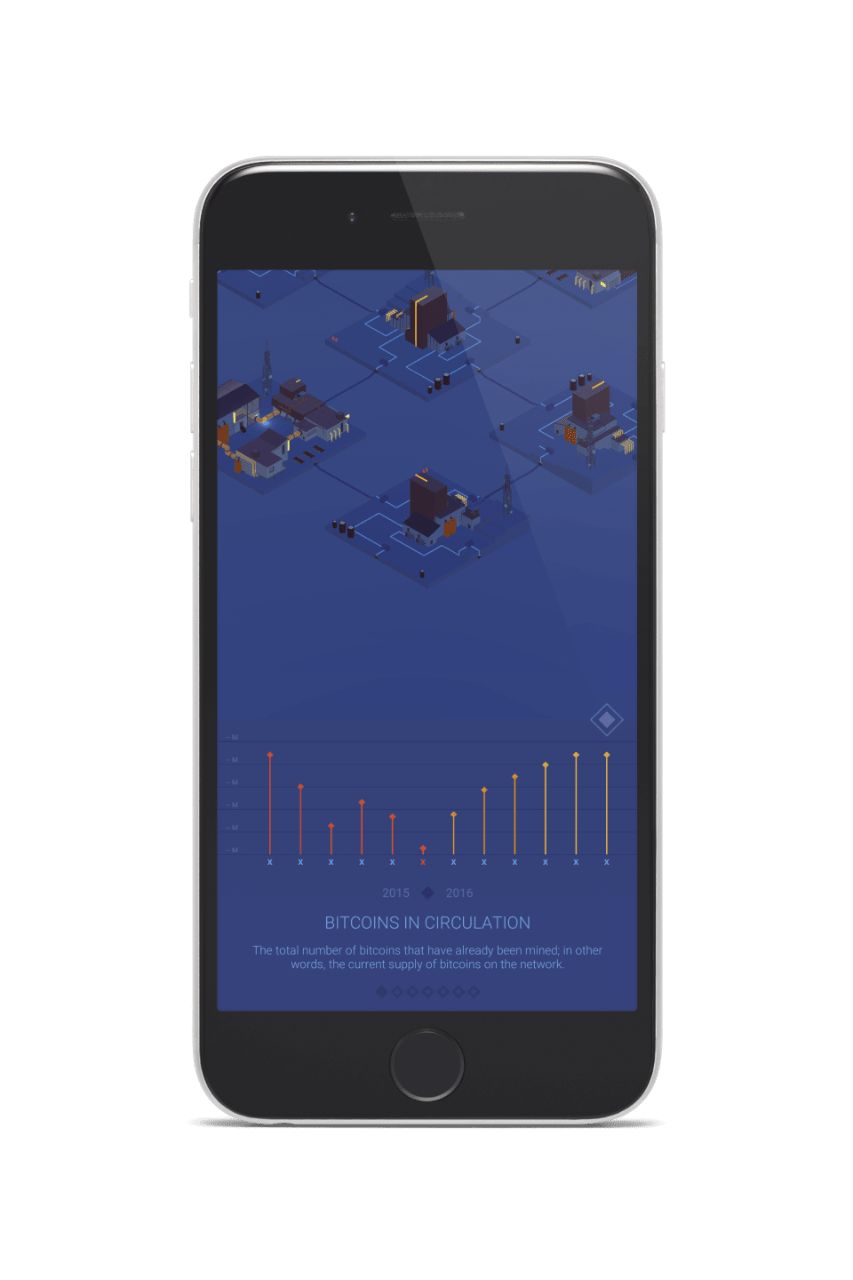 - M
- M
- M
- M
- M
- M
X X X X X X X X X X X X
2015 2016
BITCOINS IN CIRCULATION
The total number of bitcoins that have already been mined; in other
words, the current supply of bitcoins on the network.